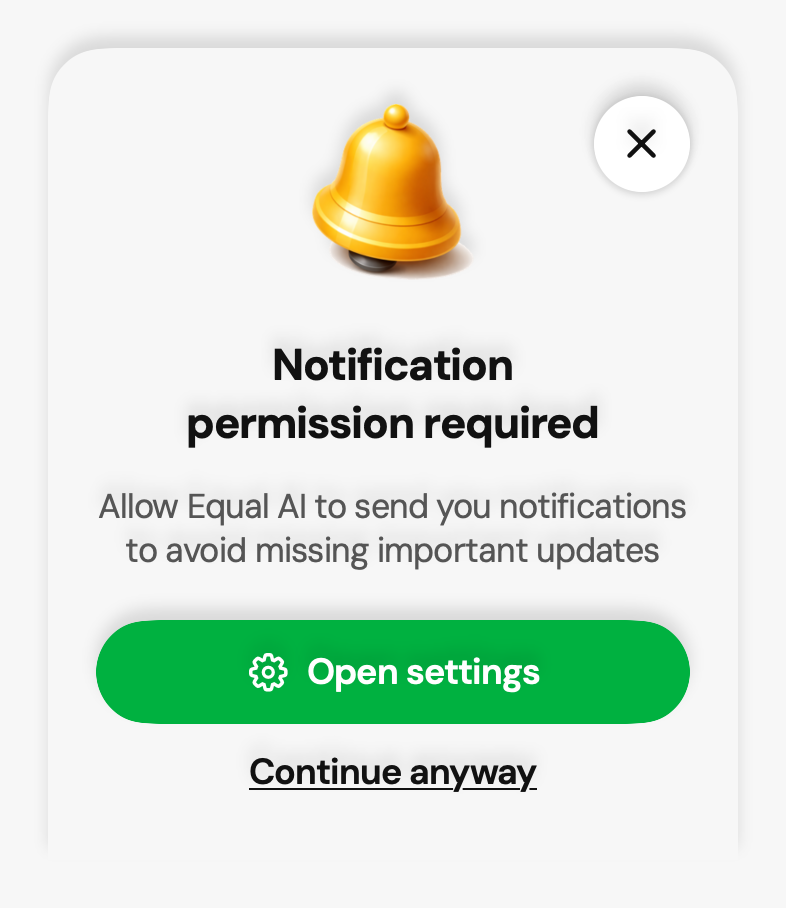 Notification
permission required
Allow Equal AI to send you notifications
to avoid missing important updates
Open settings
Continue anyway